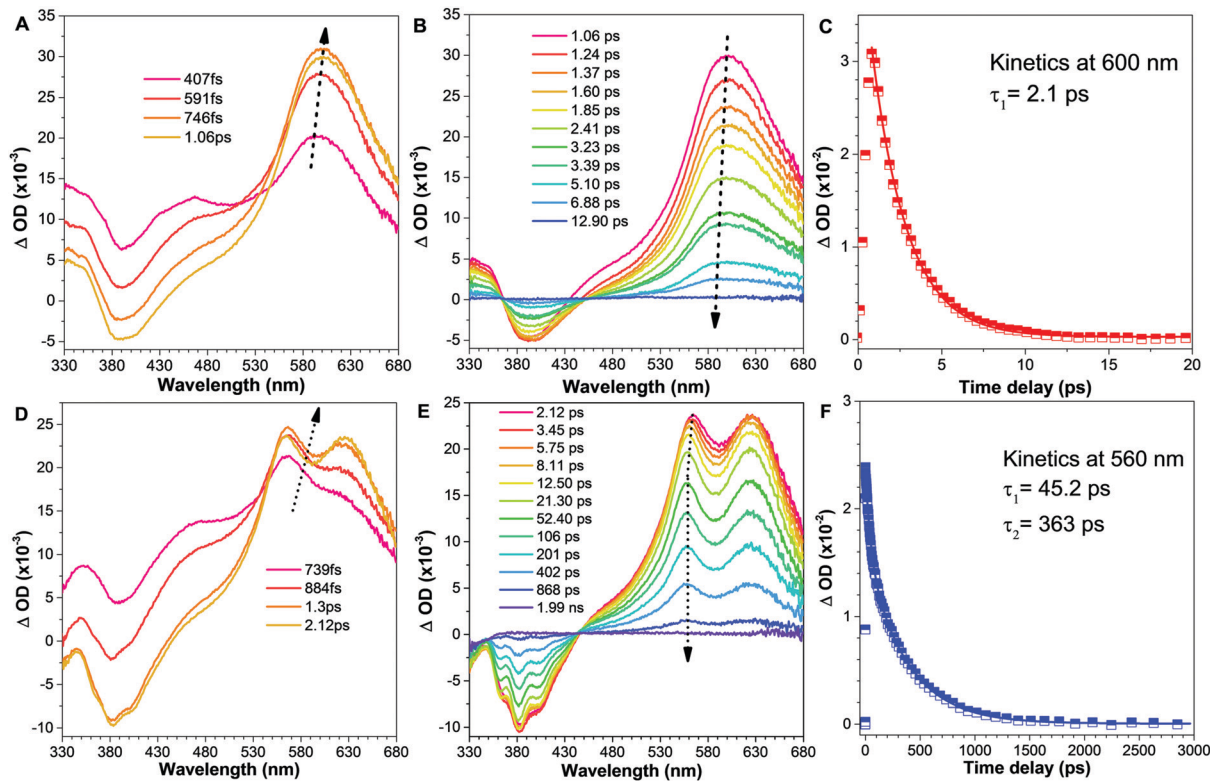 A
35
30
25
20
15
10
5
0
-5
Δ OD (x10⁻³)
407fs
591fs
746fs
1.06ps
330 380 430 480 530 580 630 680
Wavelength (nm)
B
35
30
25
20
15
10
5
0
-5
Δ OD (x10⁻³)
1.06 ps
1.24 ps
1.37 ps
1.60 ps
1.85 ps
2.41 ps
3.23 ps
3.39 ps
5.10 ps
6.88 ps
12.90 ps
330 380 430 480 530 580 630 680
Wavelength (nm)
C
3
2
1
0
Δ OD (x10⁻²)
Kinetics at 600 nm
τ₁= 2.1 ps
0 5 10 15 20
Time delay (ps)
D
25
20
15
10
5
0
-5
-10
Δ OD (x10⁻³)
739fs
884fs
1.3ps
2.12ps
330 380 430 480 530 580 630 680
Wavelength (nm)
E
25
20
15
10
5
0
-5
-10
Δ OD (x10⁻³)
2.12 ps
3.45 ps
5.75 ps
8.11 ps
12.50 ps
21.30 ps
52.40 ps
106 ps
201 ps
402 ps
868 ps
1.99 ns
330 380 430 480 530 580 630 680
Wavelength (nm)
F
3
2
1
0
Δ OD (x10⁻²)
Kinetics at 560 nm
τ₁= 45.2 ps
τ₂= 363 ps
0 500 1000 1500 2000 2500 3000
Time delay (ps)